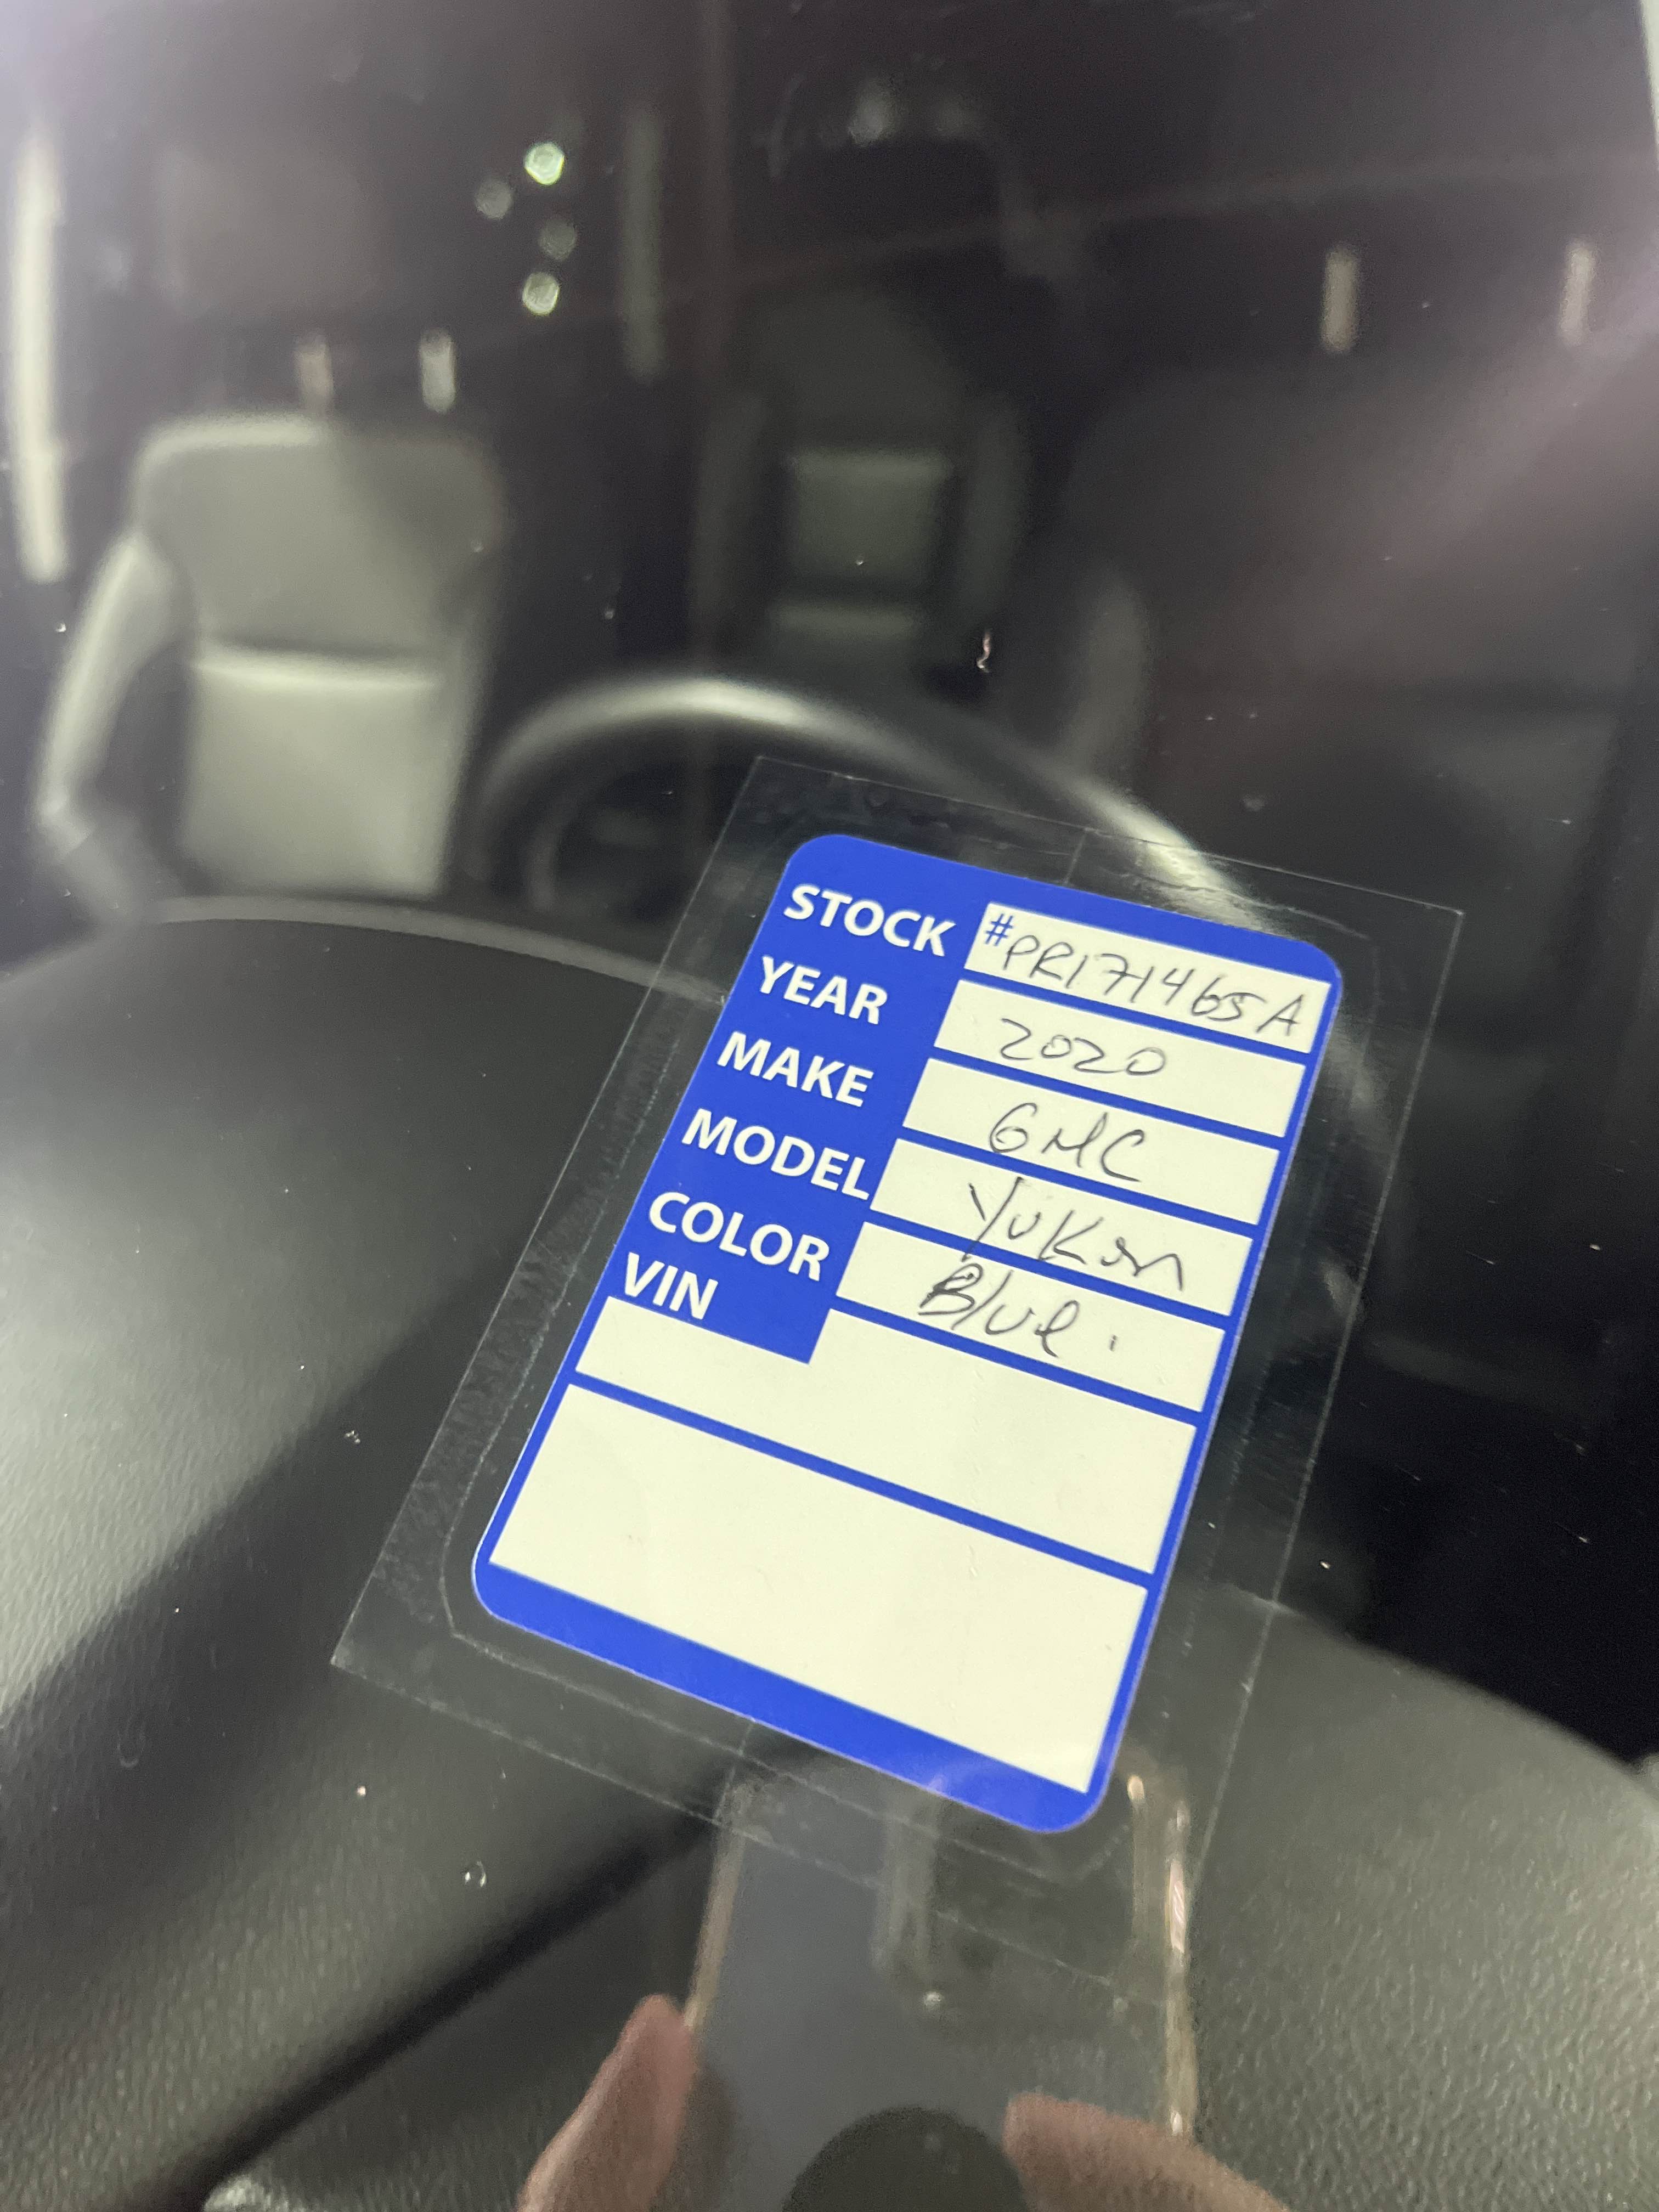 STOCK #PR171465A
YEAR 2020
MAKE GMC
MODEL Yukon
COLOR Blue.
VIN